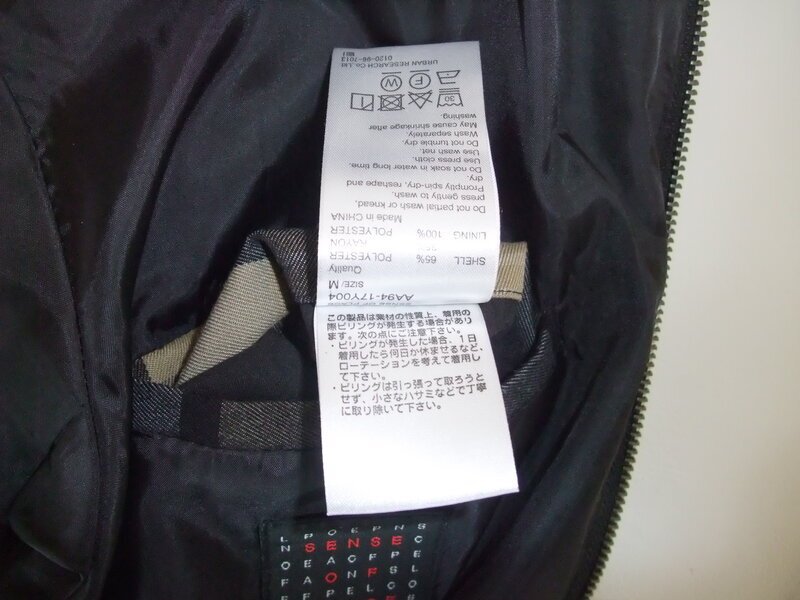 AA94-17Y004
SIZE/ M
Quality
SHELL 65% POLYESTER
RAYON
LINING 100% POLYESTER
Made in CHINA
Do not partial wash or knead.
press gently to wash.
Promptly spin-dry, reshape and
dry.
Do not soak in water long time.
Use press cloth.
Use wash net.
Do not tumble dry.
Wash separately.
May cause shrinkage after
washing.
30
F W
URBAN RESEARCH Co.,Ltd
0120-98-7013
この製品は素材の性質上、着用の
際ピリングが発生する場合があり
ます。次の点にご注意下さい。
・ピリングが発生した場合、1日
着用したら何日か休ませるなど、
ローテーションを考えて着用し
て下さい。
・ピリングは引っ張って取ろうと
せず、小さなハサミなどで丁寧
に取り除いて下さい。
L P O E P N S
N S E N S E C
O E A C F P E
F A O N F S L